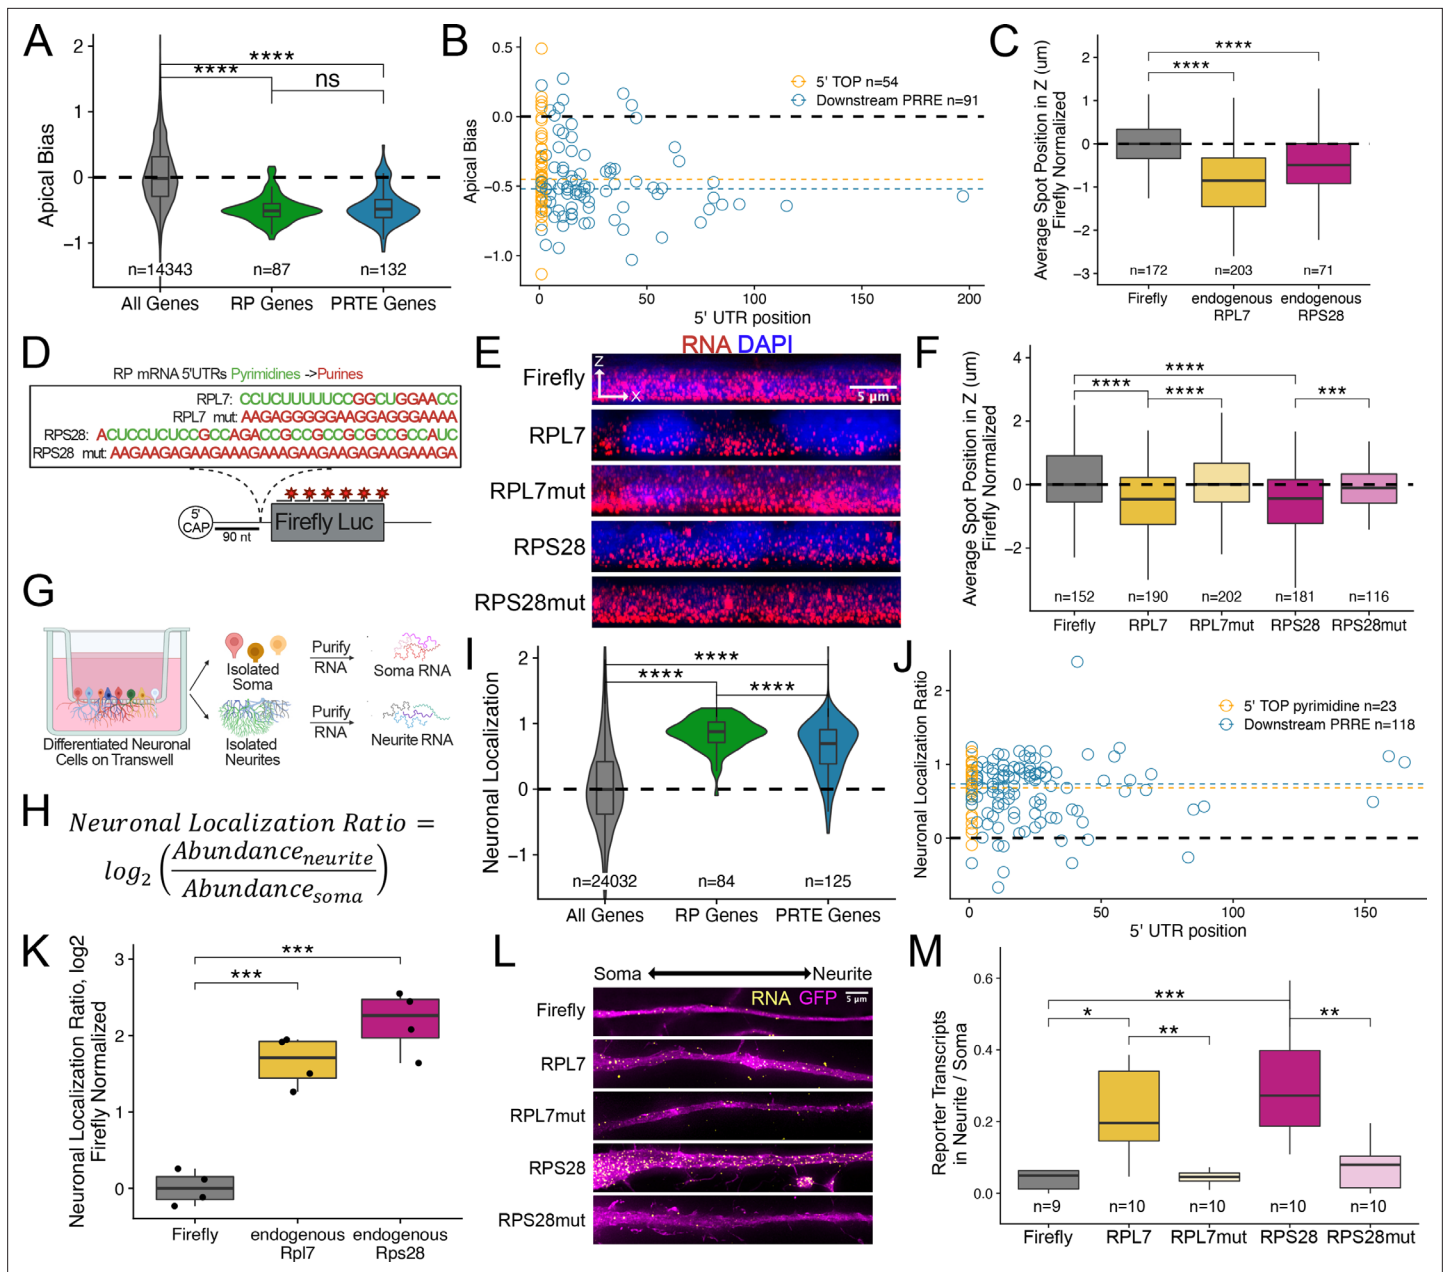 A
2
1
0
−1
Apical Bias
****
****
ns
n=14343
n=87
n=132
All Genes
RP Genes
PRTE Genes
B
0.5
0.0
−0.5
−1.0
Apical Bias
5' TOP n=54
Downstream PRRE n=91
0
50
100
150
200
5' UTR position
C
2
1
0
−1
−2
−3
Average Spot Position in Z (um)
Firefly Normalized
****
****
n=172
n=203
n=71
Firefly
endogenous
RPL7
endogenous
RPS28
D
RP mRNA 5'UTRs Pyrimidines ->Purines
RPL7: CCUCUUUUUCCGGCUGGAACC
RPL7 mut: AAGAGGGGGAAGGAGGGAAAA
RPS28: ACUCCUCUCCGCCAGACCGCCGCCGCGCCGCCAUC
RPS28 mut: AAGAAGAGAAGAAAGAAAGAAGAAGAGAAGAAAGA
5'
CAP
90 nt
Firefly Luc
E
RNA DAPI
Z
X
5 μm
Firefly
RPL7
RPL7mut
RPS28
RPS28mut
F
4
2
0
−2
Average Spot Position in Z (um)
Firefly Normalized
****
****
****
***
n=152
n=190
n=202
n=181
n=116
Firefly
RPL7
RPL7mut
RPS28
RPS28mut
G
Differentiated Neuronal
Cells on Transwell
Isolated
Soma
Purify
RNA
Soma RNA
Isolated
Neurites
Purify
RNA
Neurite RNA
H
Neuronal Localization Ratio =
log2 (Abundance neurite / Abundance soma)
I
2
1
0
−1
Neuronal Localization
****
****
****
n=24032
n=84
n=125
All Genes
RP Genes
PRTE Genes
J
2
1
0
Neuronal Localization Ratio
5' TOP pyrimidine n=23
Downstream PRRE n=118
0
50
100
150
5' UTR position
K
3
2
1
0
Neuronal Localization Ratio, log2
Firefly Normalized
***
***
Firefly
endogenous
Rpl7
endogenous
Rps28
L
Soma
Neurite
RNA GFP
5 μm
Firefly
RPL7
RPL7mut
RPS28
RPS28mut
M
0.6
0.4
0.2
0.0
Reporter Transcripts
in Neurite / Soma
***
*
**
**
n=9
n=10
n=10
n=10
n=10
Firefly
RPL7
RPL7mut
RPS28
RPS28mut